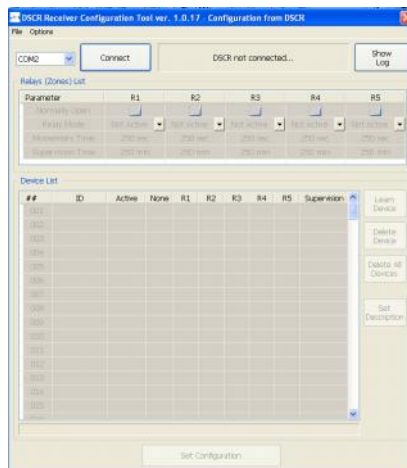 DSCR Receiver Configuration Tool ver. 1.0.17 - Configuration from DSCR
File Options
COM2 Connect DSCR not connected... Show Log
Relays (Zones) List
Parameter R1 R2 R3 R4 R5
Normally Open
Relay Mode Not Active Not Active Not Active Not Active Not Active
Momentary Time 250 sec 250 sec 250 sec 250 sec 250 sec
Supervision Time 250 min 250 min 250 min 250 min 250 min
Device List
## ID Active None R1 R2 R3 R4 R5 Supervision
001
002
003
004
005
006
007
008
009
010
011
012
013
014
015
Learn Device
Delete Device
Delete All Devices
Set Description
Set Configuration